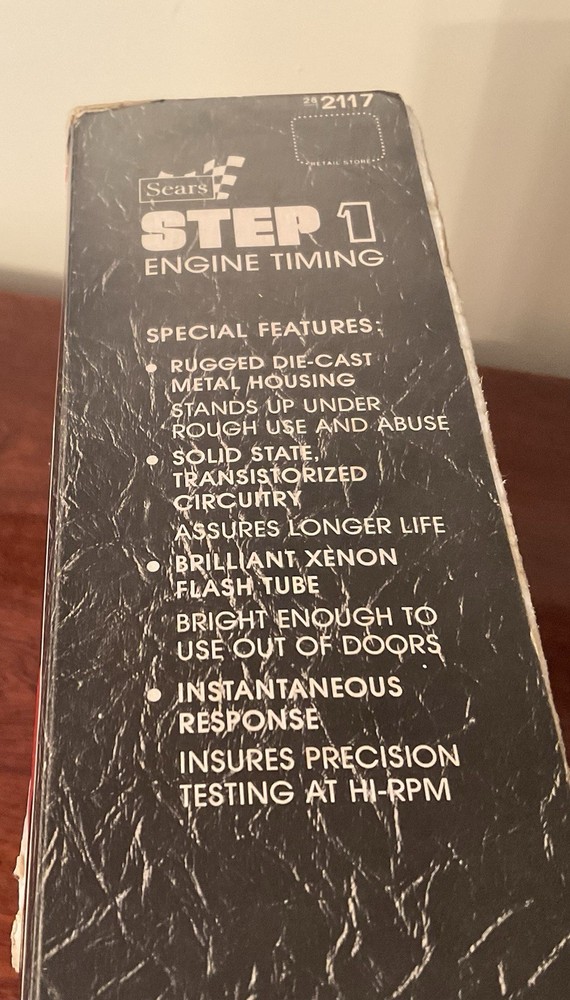 28 2117
RETAIL STORE
Sears
STEP 1
ENGINE TIMING
SPECIAL FEATURES:
• RUGGED DIE-CAST
METAL HOUSING
STANDS UP UNDER
ROUGH USE AND ABUSE
• SOLID STATE,
TRANSISTORIZED
CIRCUITRY
ASSURES LONGER LIFE
• BRILLIANT XENON
FLASH TUBE
BRIGHT ENOUGH TO
USE OUT OF DOORS
• INSTANTANEOUS
RESPONSE
INSURES PRECISION
TESTING AT HI-RPM